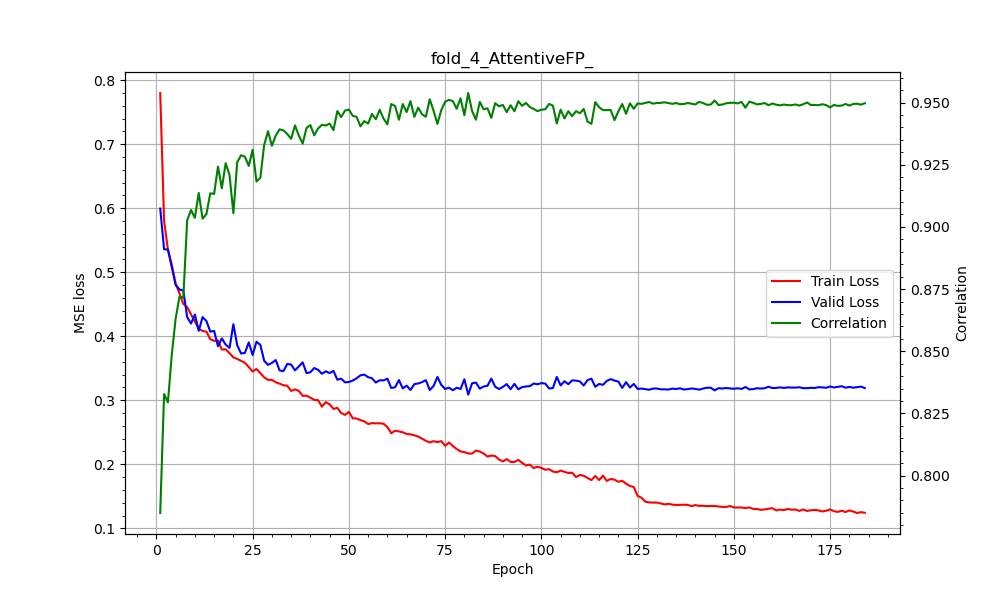 fold_4_AttentiveFP_
0.8
0.7
0.6
0.5
0.4
0.3
0.2
0.1
MSE loss
0.950
0.925
0.900
0.875
0.850
0.825
0.800
Correlation
Train Loss
Valid Loss
Correlation
0 25 50 75 100 125 150 175
Epoch